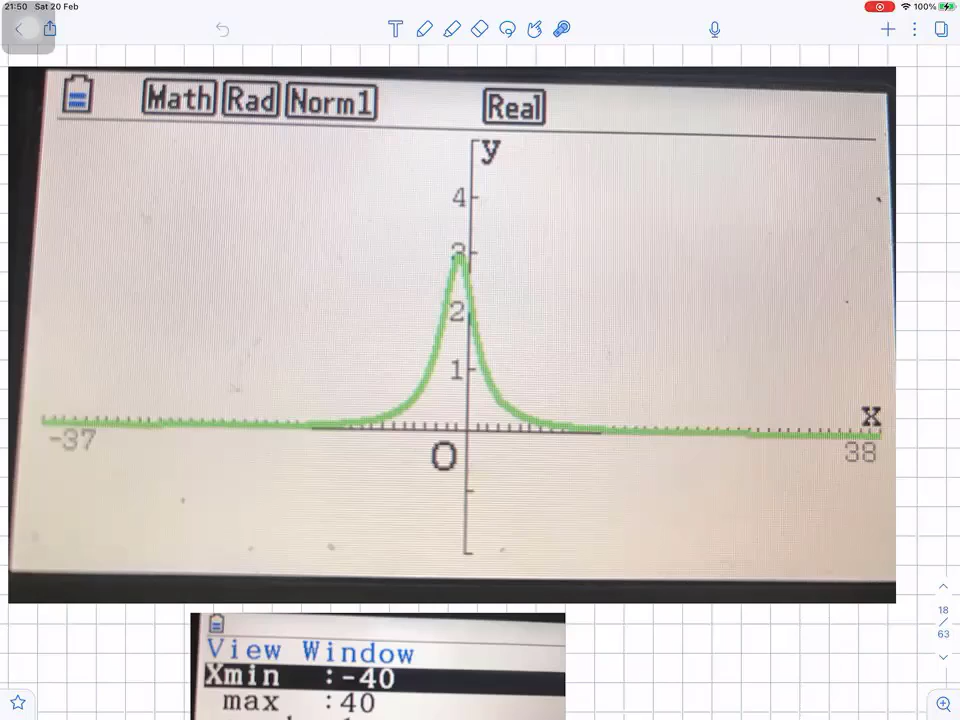 21:50 Sat 20 Feb 100%
Math Rad Norm1 Real
y
4
3
2
1
x
-37
O
38
18
/
63
View Window
Xmin :-40
max :40